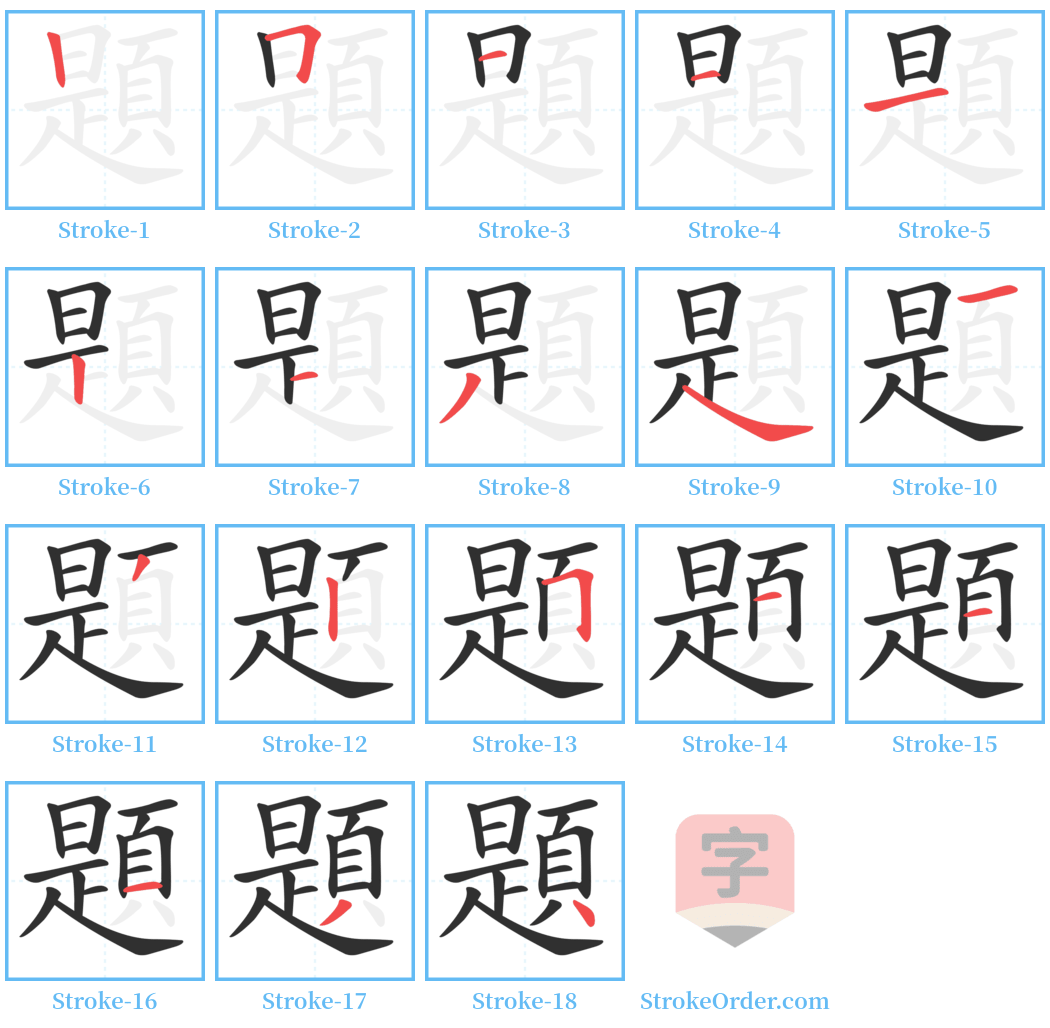 題 題 題 題 題
Stroke-1 Stroke-2 Stroke-3 Stroke-4 Stroke-5
題 題 題 題 題
Stroke-6 Stroke-7 Stroke-8 Stroke-9 Stroke-10
題 題 題 題 題
Stroke-11 Stroke-12 Stroke-13 Stroke-14 Stroke-15
題 題 題 字
Stroke-16 Stroke-17 Stroke-18 StrokeOrder.com